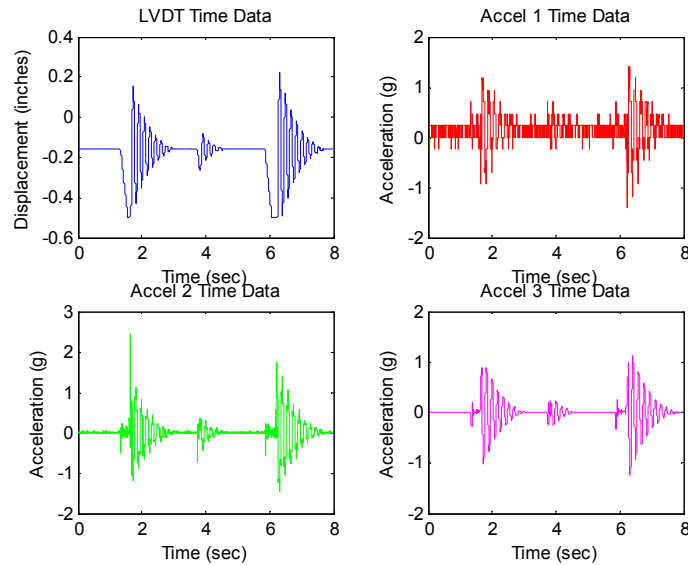 LVDT Time Data
Accel 1 Time Data
0.4
0.2
0
-0.2
-0.4
-0.6
Displacement (inches)
0 2 4 6 8
Time (sec)
2
1
0
-1
-2
Acceleration (g)
0 2 4 6 8
Time (sec)
Accel 2 Time Data
Accel 3 Time Data
3
2
1
0
-1
-2
Acceleration (g)
0 2 4 6 8
Time (sec)
2
1
0
-1
-2
Acceleration (g)
0 2 4 6 8
Time (sec)